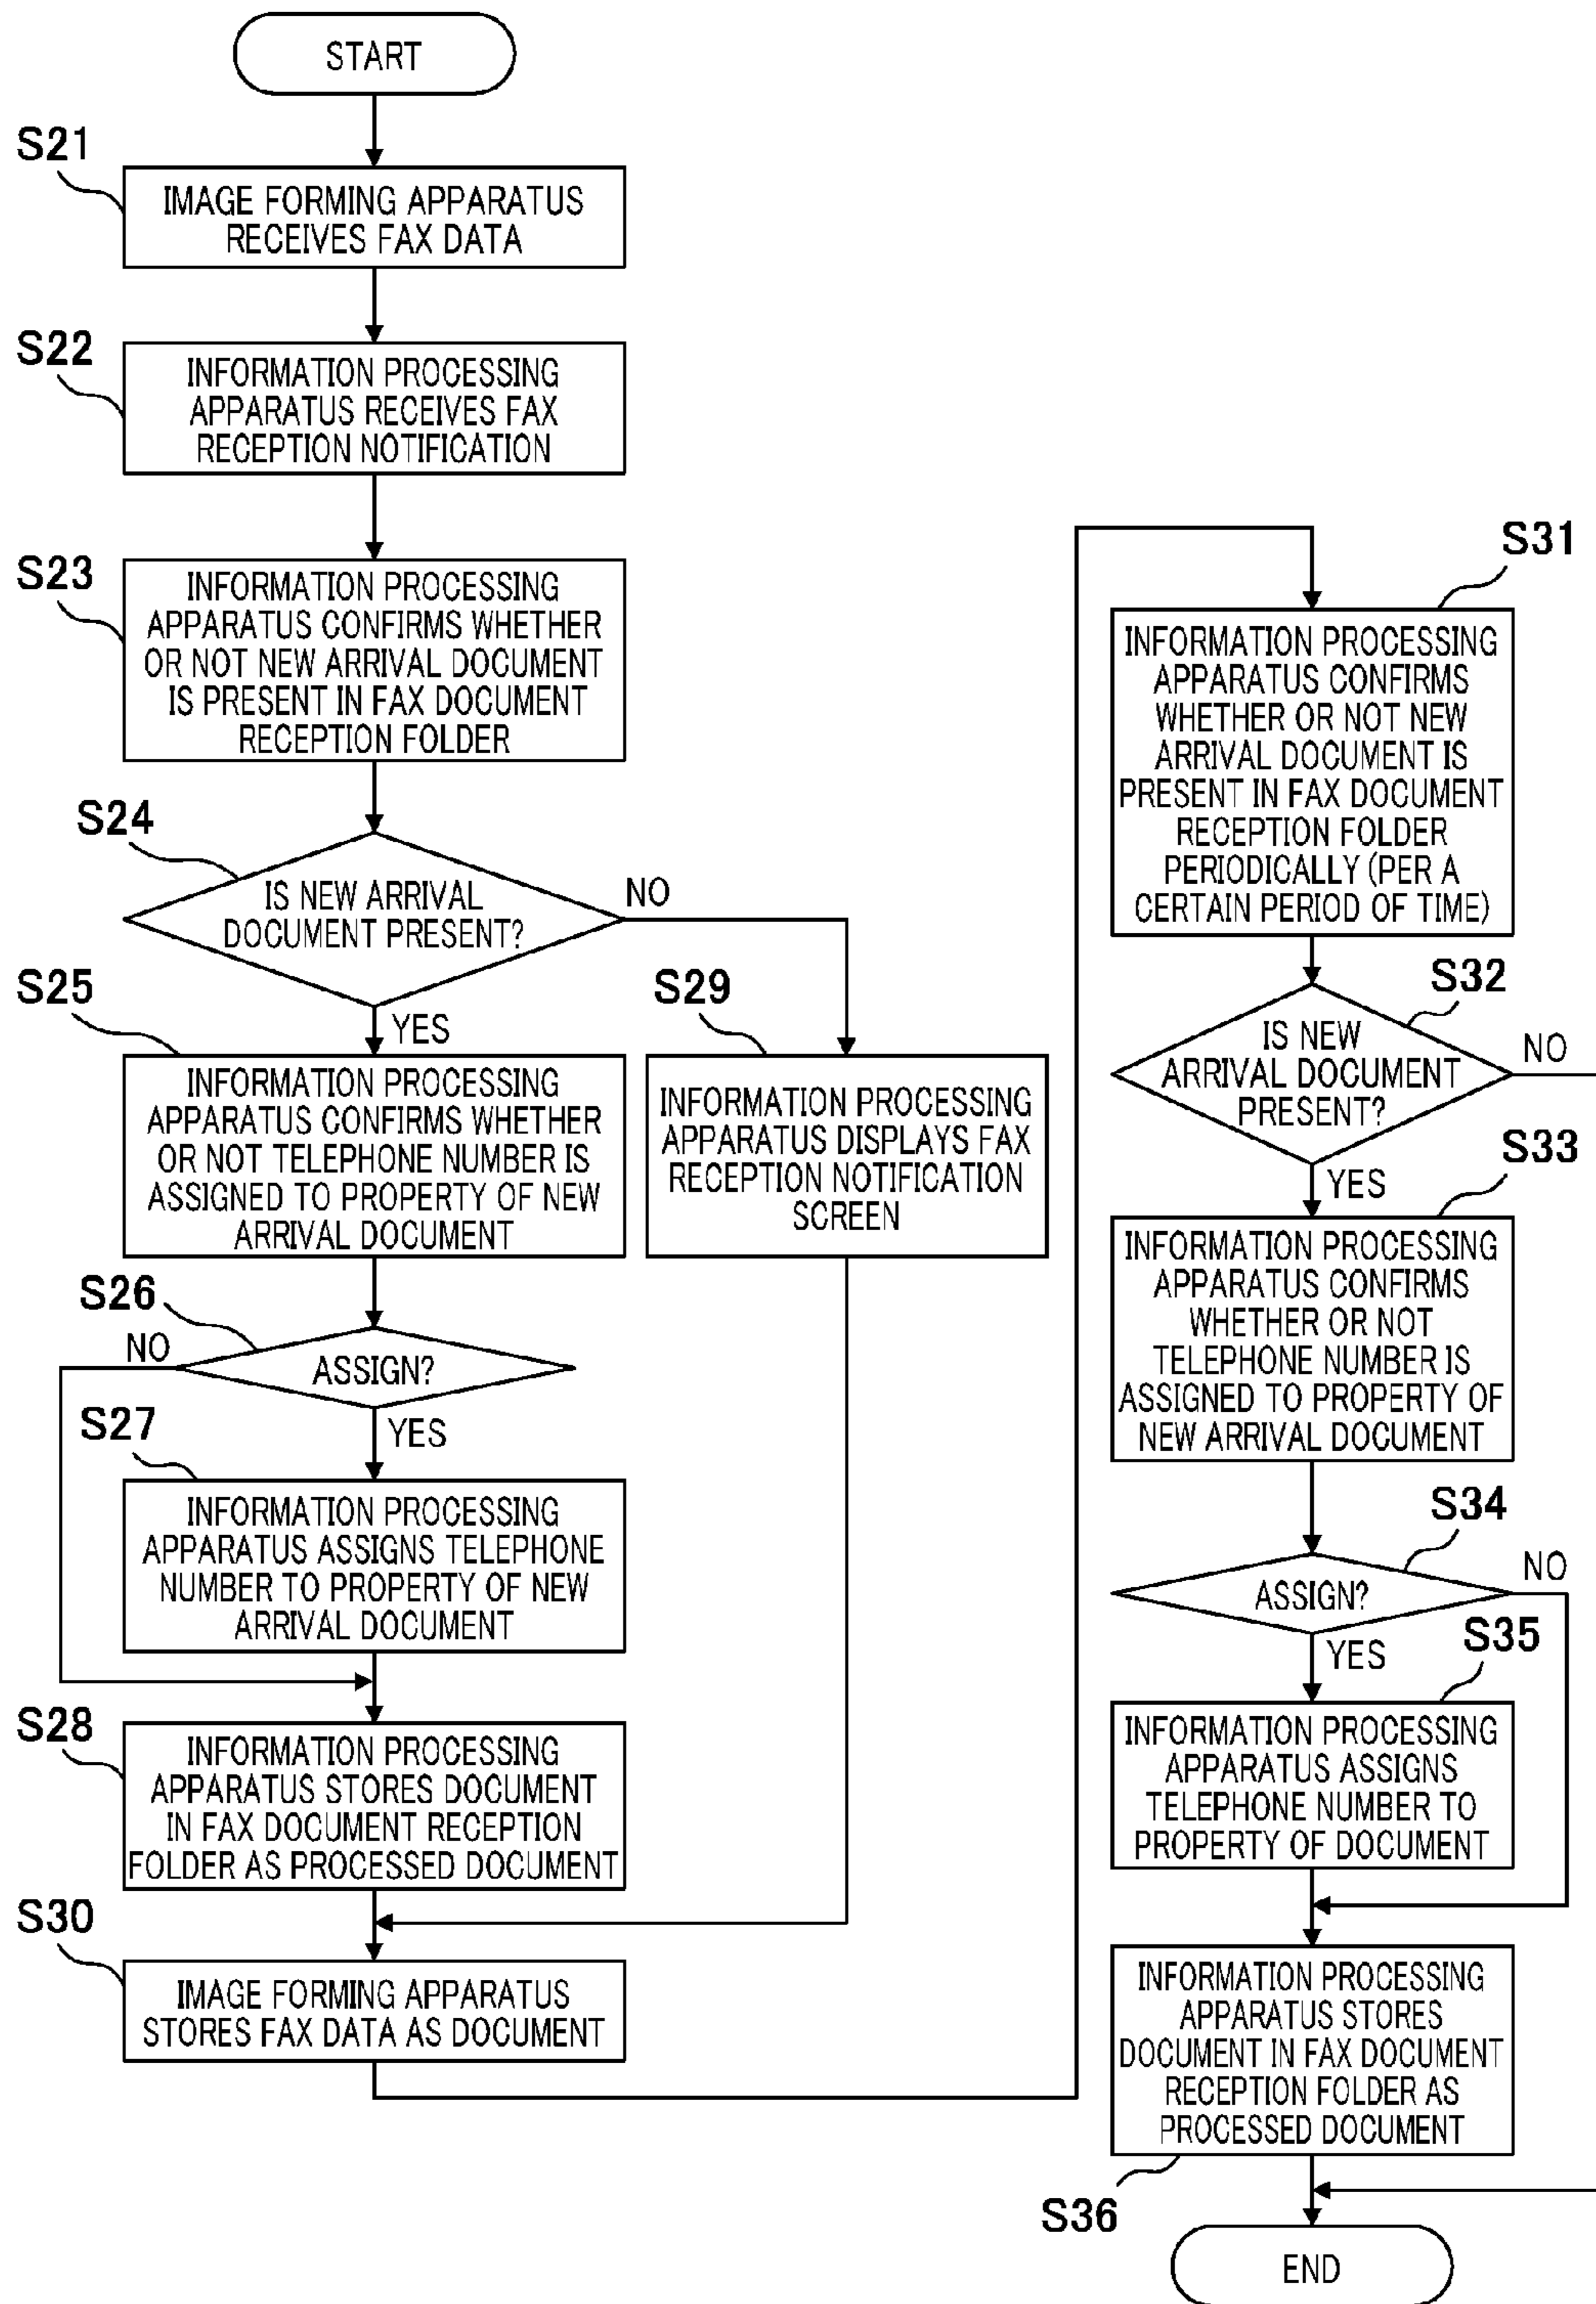 START
S21
IMAGE FORMING APPARATUS
RECEIVES FAX DATA
S22
INFORMATION PROCESSING
APPARATUS RECEIVES FAX
RECEPTION NOTIFICATION
S23
INFORMATION PROCESSING
APPARATUS CONFIRMS WHETHER
OR NOT NEW ARRIVAL DOCUMENT
IS PRESENT IN FAX DOCUMENT
RECEPTION FOLDER
S24
IS NEW ARRIVAL
DOCUMENT PRESENT?
NO
YES
S25
INFORMATION PROCESSING
APPARATUS CONFIRMS WHETHER
OR NOT TELEPHONE NUMBER IS
ASSIGNED TO PROPERTY OF NEW
ARRIVAL DOCUMENT
S29
INFORMATION PROCESSING
APPARATUS DISPLAYS FAX
RECEPTION NOTIFICATION
SCREEN
S26
NO
ASSIGN?
YES
S27
INFORMATION PROCESSING
APPARATUS ASSIGNS TELEPHONE
NUMBER TO PROPERTY OF NEW
ARRIVAL DOCUMENT
S28
INFORMATION PROCESSING
APPARATUS STORES DOCUMENT
IN FAX DOCUMENT RECEPTION
FOLDER AS PROCESSED DOCUMENT
S30
IMAGE FORMING APPARATUS
STORES FAX DATA AS DOCUMENT
S31
INFORMATION PROCESSING
APPARATUS CONFIRMS
WHETHER OR NOT NEW
ARRIVAL DOCUMENT IS
PRESENT IN FAX DOCUMENT
RECEPTION FOLDER
PERIODICALLY (PER A
CERTAIN PERIOD OF TIME)
S32
IS NEW
ARRIVAL DOCUMENT
PRESENT?
NO
YES
S33
INFORMATION PROCESSING
APPARATUS CONFIRMS
WHETHER OR NOT
TELEPHONE NUMBER IS
ASSIGNED TO PROPERTY OF
NEW ARRIVAL DOCUMENT
S34
ASSIGN?
NO
YES
S35
INFORMATION PROCESSING
APPARATUS ASSIGNS
TELEPHONE NUMBER TO
PROPERTY OF DOCUMENT
INFORMATION PROCESSING
APPARATUS STORES
DOCUMENT IN FAX DOCUMENT
RECEPTION FOLDER AS
PROCESSED DOCUMENT
S36
END